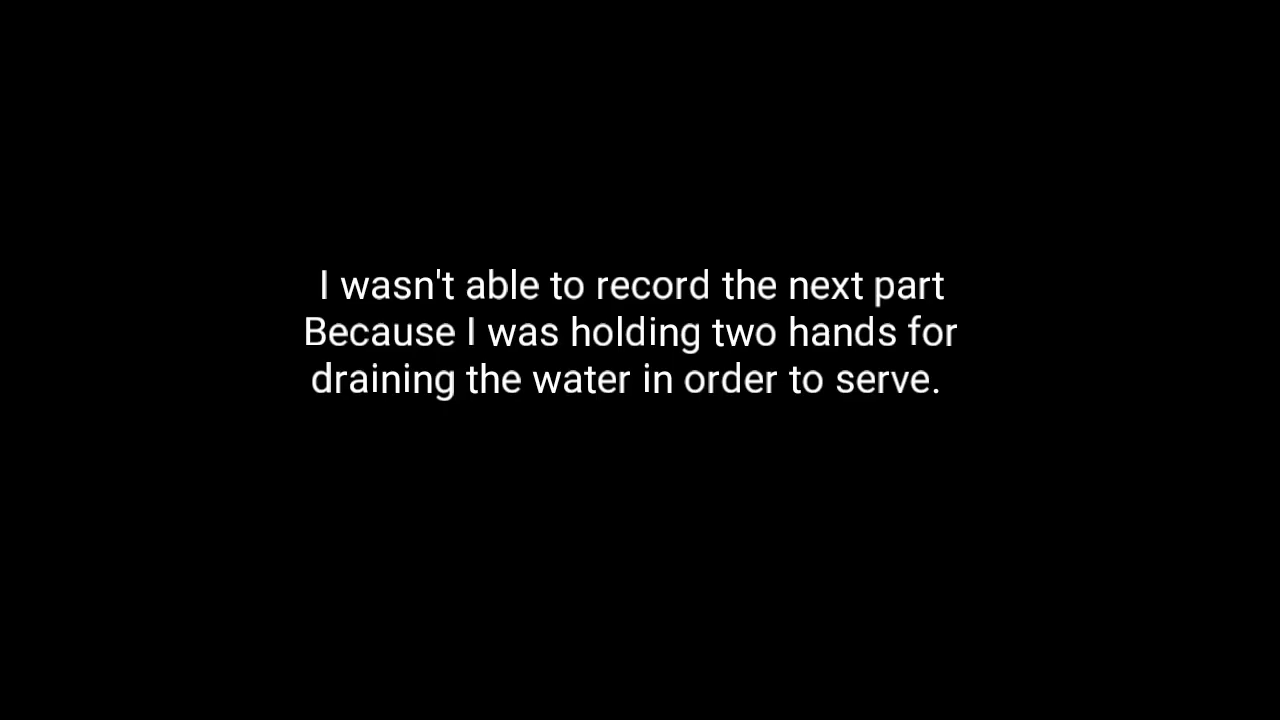 I wasn't able to record the next part
Because I was holding two hands for
draining the water in order to serve.